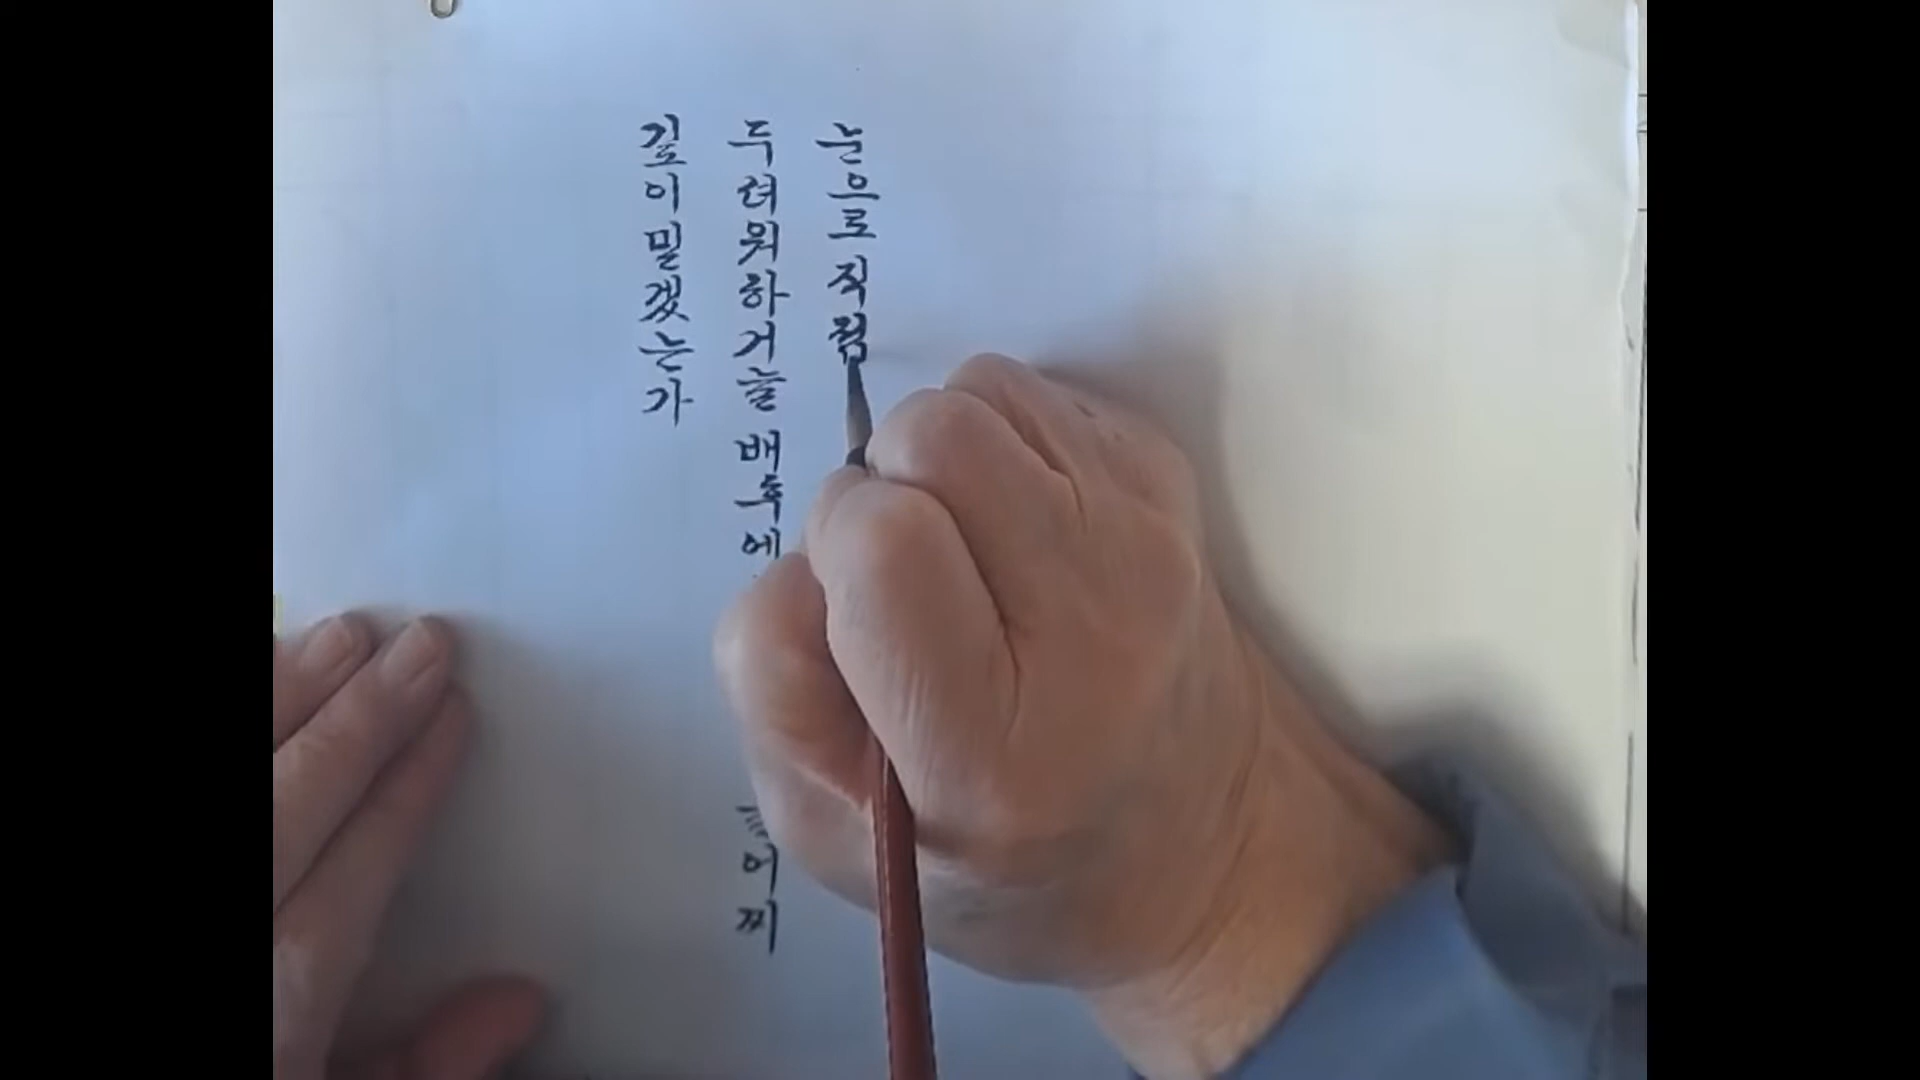 눈으로 직접
두려워하거늘 배후에 어찌
깊이 믿겠는가